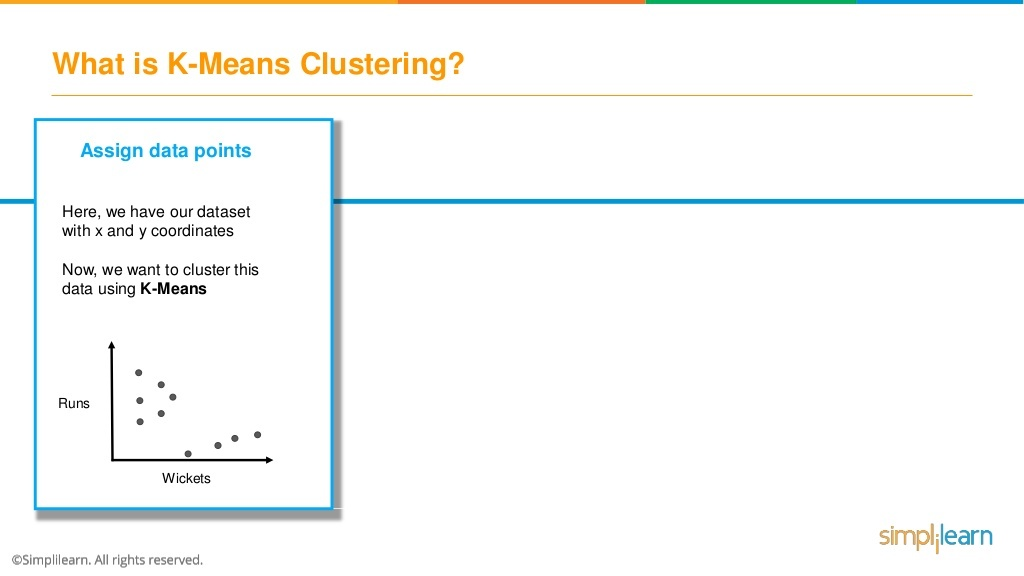 What is K-Means Clustering?
Assign data points
Here, we have our dataset
with x and y coordinates
Now, we want to cluster this
data using K-Means
Runs
Wickets
simplilearn
©Simplilearn. All rights reserved.